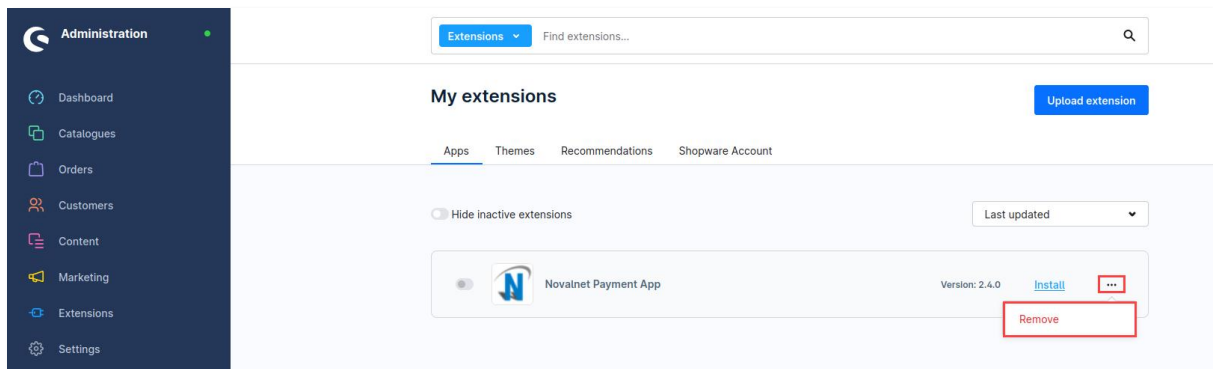 Administration
Extensions Find extensions...
Dashboard
Catalogues
Orders
Customers
Content
Marketing
Extensions
Settings
My extensions
Upload extension
Apps Themes Recommendations Shopware Account
Hide inactive extensions
Last updated
Novalnet Payment App Version: 2.4.0 Install ...
Remove